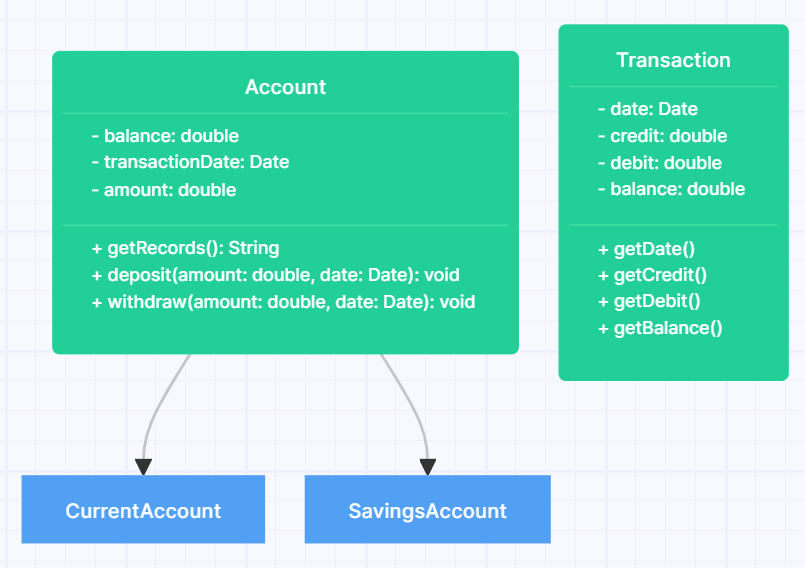 Account
- balance: double
- transactionDate: Date
- amount: double
+ getRecords(): String
+ deposit(amount: double, date: Date): void
+ withdraw(amount: double, date: Date): void
Transaction
- date: Date
- credit: double
- debit: double
- balance: double
+ getDate()
+ getCredit()
+ getDebit()
+ getBalance()
CurrentAccount
SavingsAccount